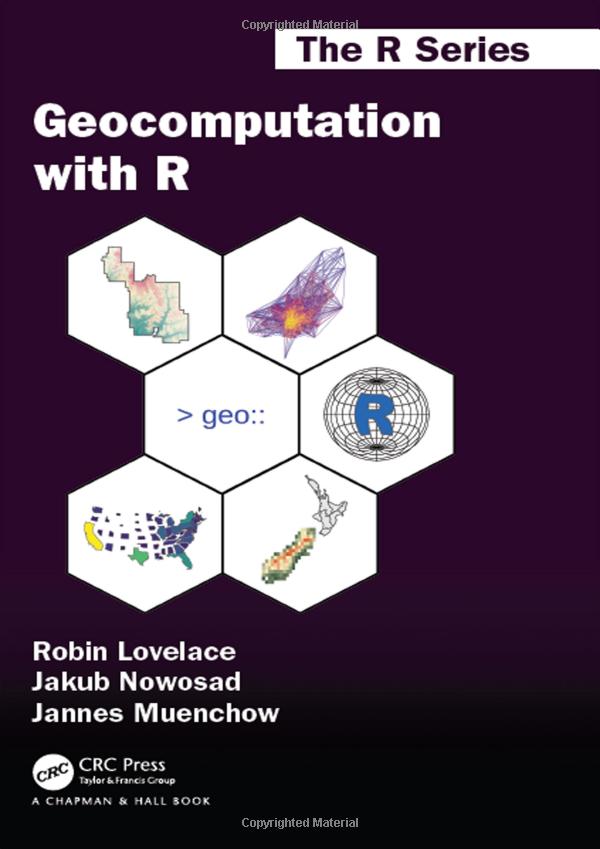 Copyrighted Material
The R Series
Geocomputation
with R
> geo::
R
Robin Lovelace
Jakub Nowosad
Jannes Muenchow
CRC
CRC Press
Taylor & Francis Group
A CHAPMAN & HALL BOOK
Copyrighted Material